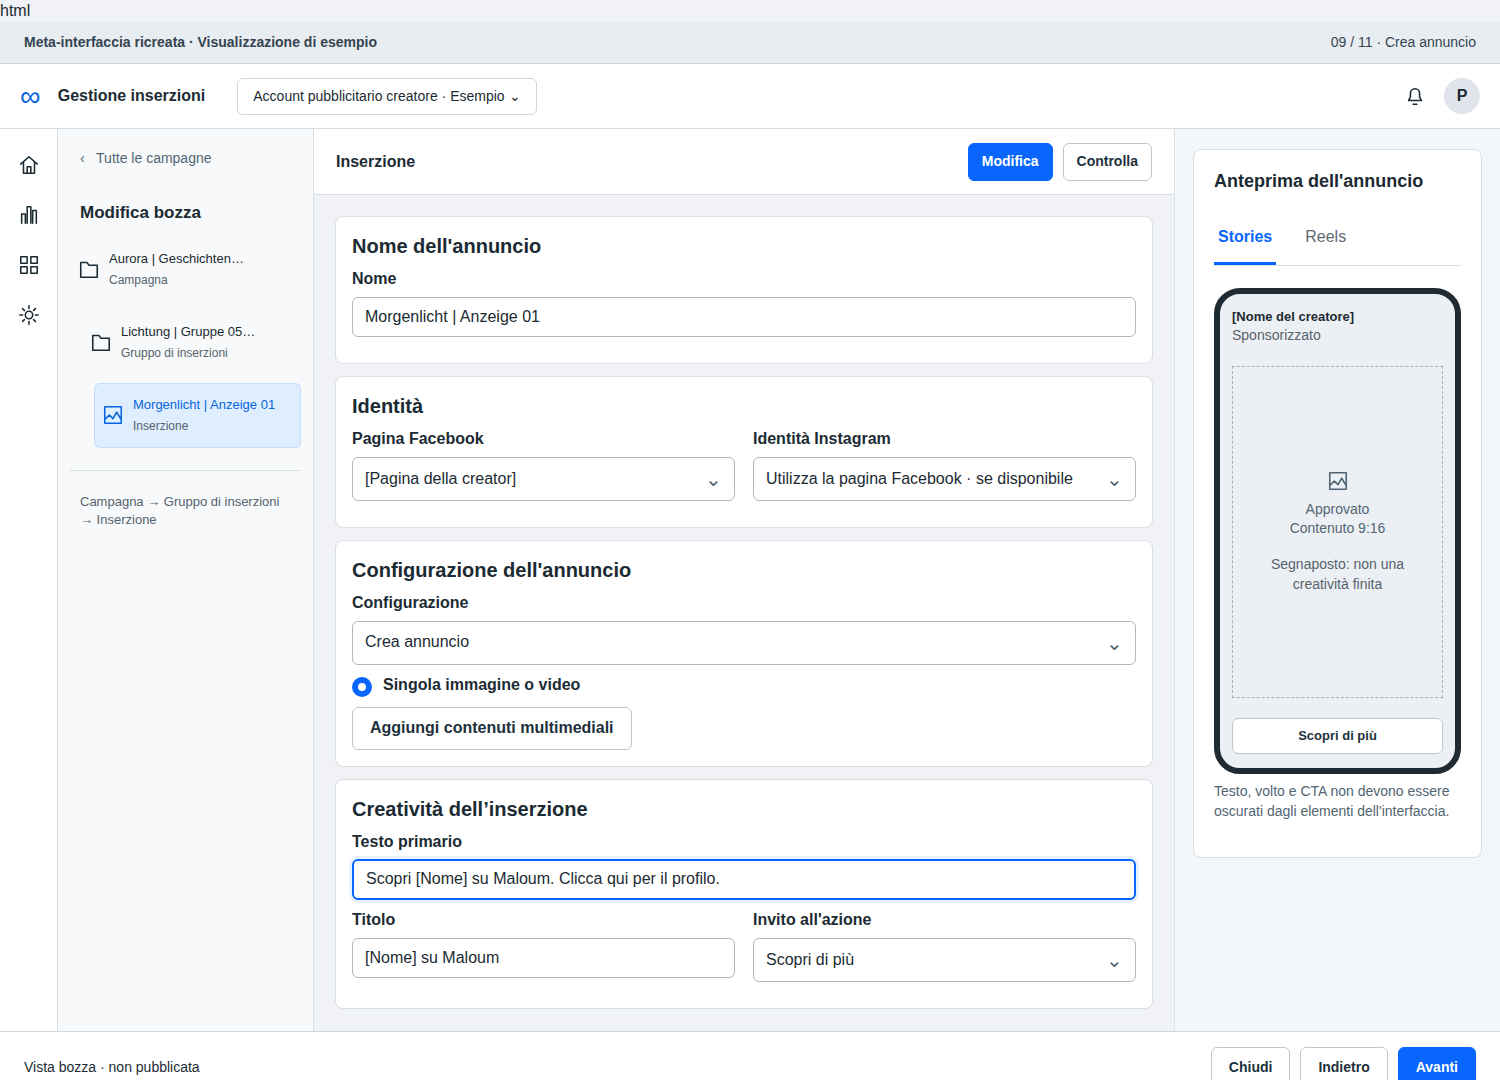 html
Meta-interfaccia ricreata · Visualizzazione di esempio
09 / 11 · Crea annuncio
Gestione inserzioni
Account pubblicitario creatore · Esempio
P
‹ Tutte le campagne
Modifica bozza
Aurora | Geschichten…
Campagna
Lichtung | Gruppe 05…
Gruppo di inserzioni
Morgenlicht | Anzeige 01
Inserzione
Campagna → Gruppo di inserzioni
→ Inserzione
Inserzione
Modifica
Controlla
Nome dell'annuncio
Nome
Morgenlicht | Anzeige 01
Identità
Pagina Facebook
Identità Instagram
[Pagina della creator]
Utilizza la pagina Facebook · se disponibile
Configurazione dell'annuncio
Configurazione
Crea annuncio
Singola immagine o video
Aggiungi contenuti multimediali
Creatività dell’inserzione
Testo primario
Scopri [Nome] su Maloum. Clicca qui per il profilo.
Titolo
Invito all'azione
[Nome] su Maloum
Scopri di più
Anteprima dell'annuncio
Stories
Reels
[Nome del creatore]
Sponsorizzato
Approvato
Contenuto 9:16
Segnaposto: non una
creatività finita
Scopri di più
Testo, volto e CTA non devono essere
oscurati dagli elementi dell'interfaccia.
Vista bozza · non pubblicata
Chiudi
Indietro
Avanti